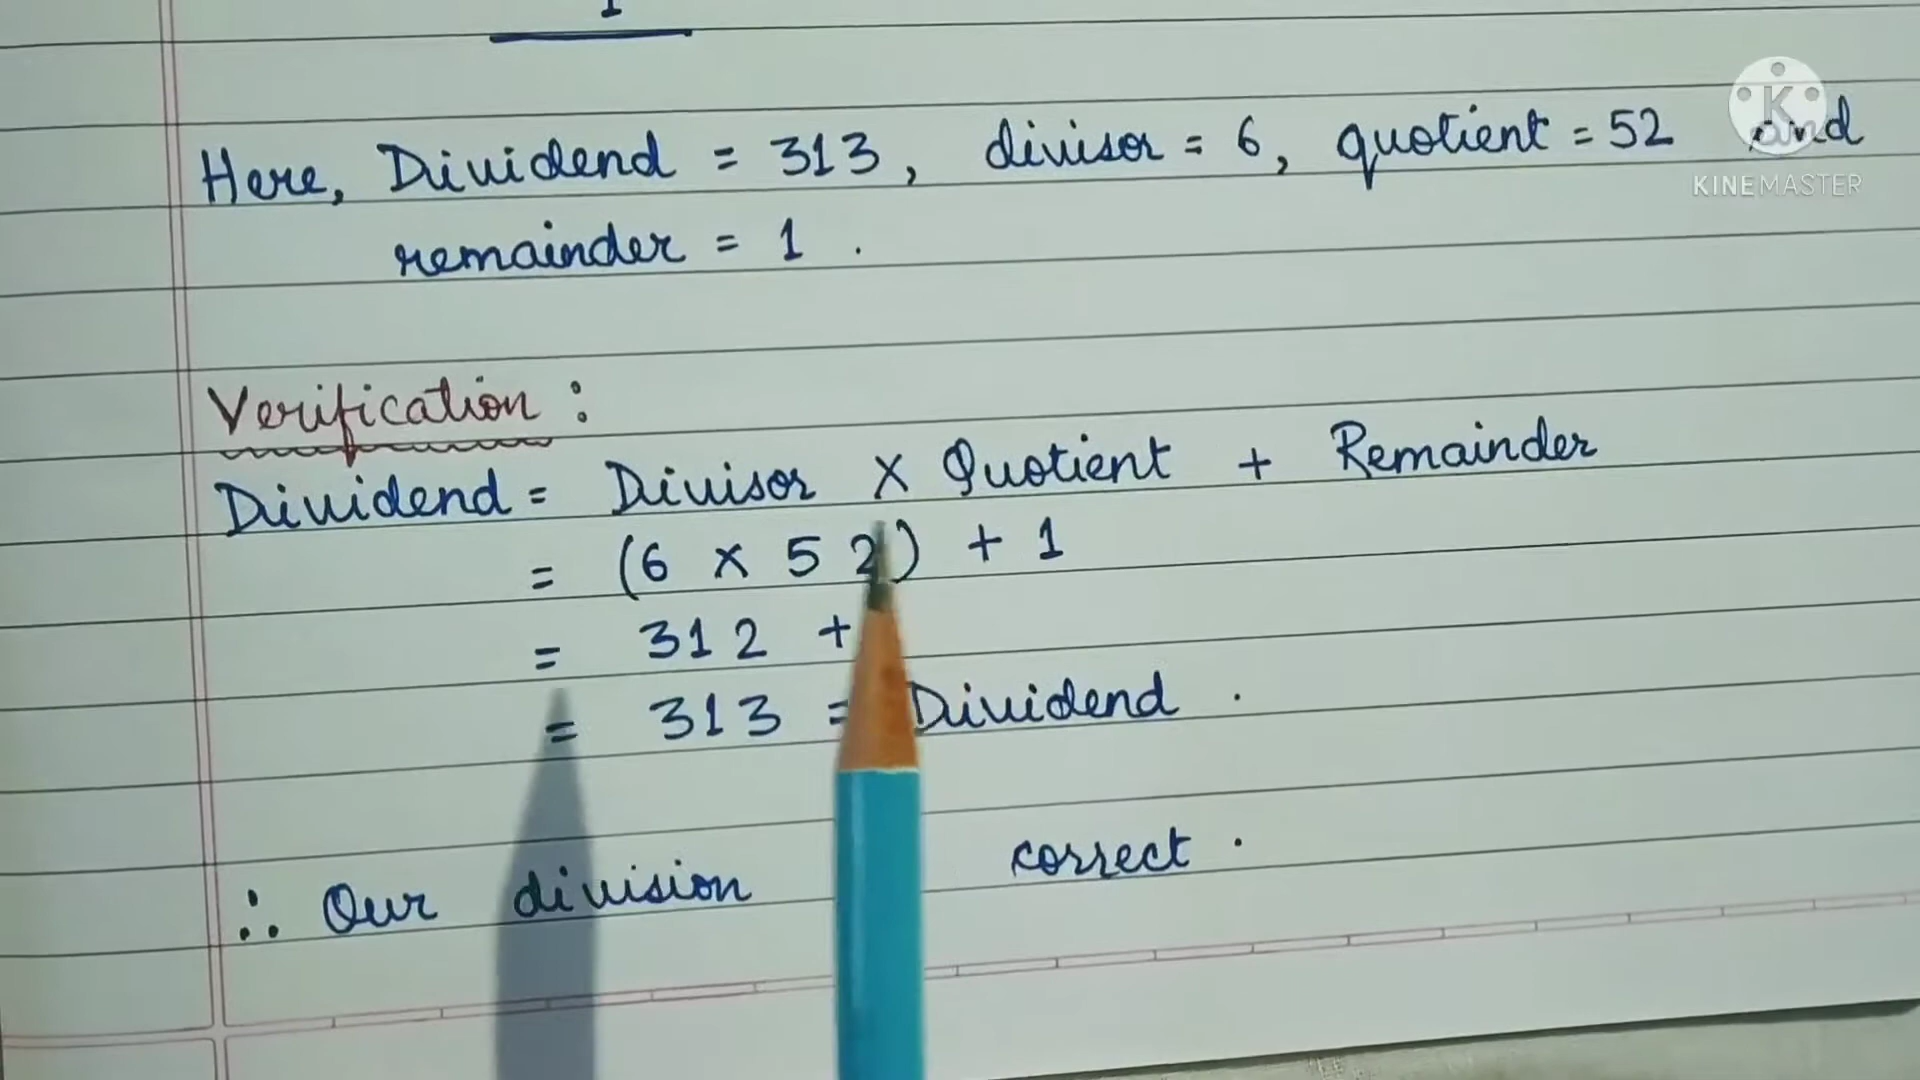 1
Here, Dividend = 313, divisor = 6, quotient = 52 and
remainder = 1 .
KINEMASTER
Verification :
Dividend = Divisor X Quotient + Remainder
= (6 x 52) + 1
= 312 +
= 313 = Dividend .
∴ Our division correct .